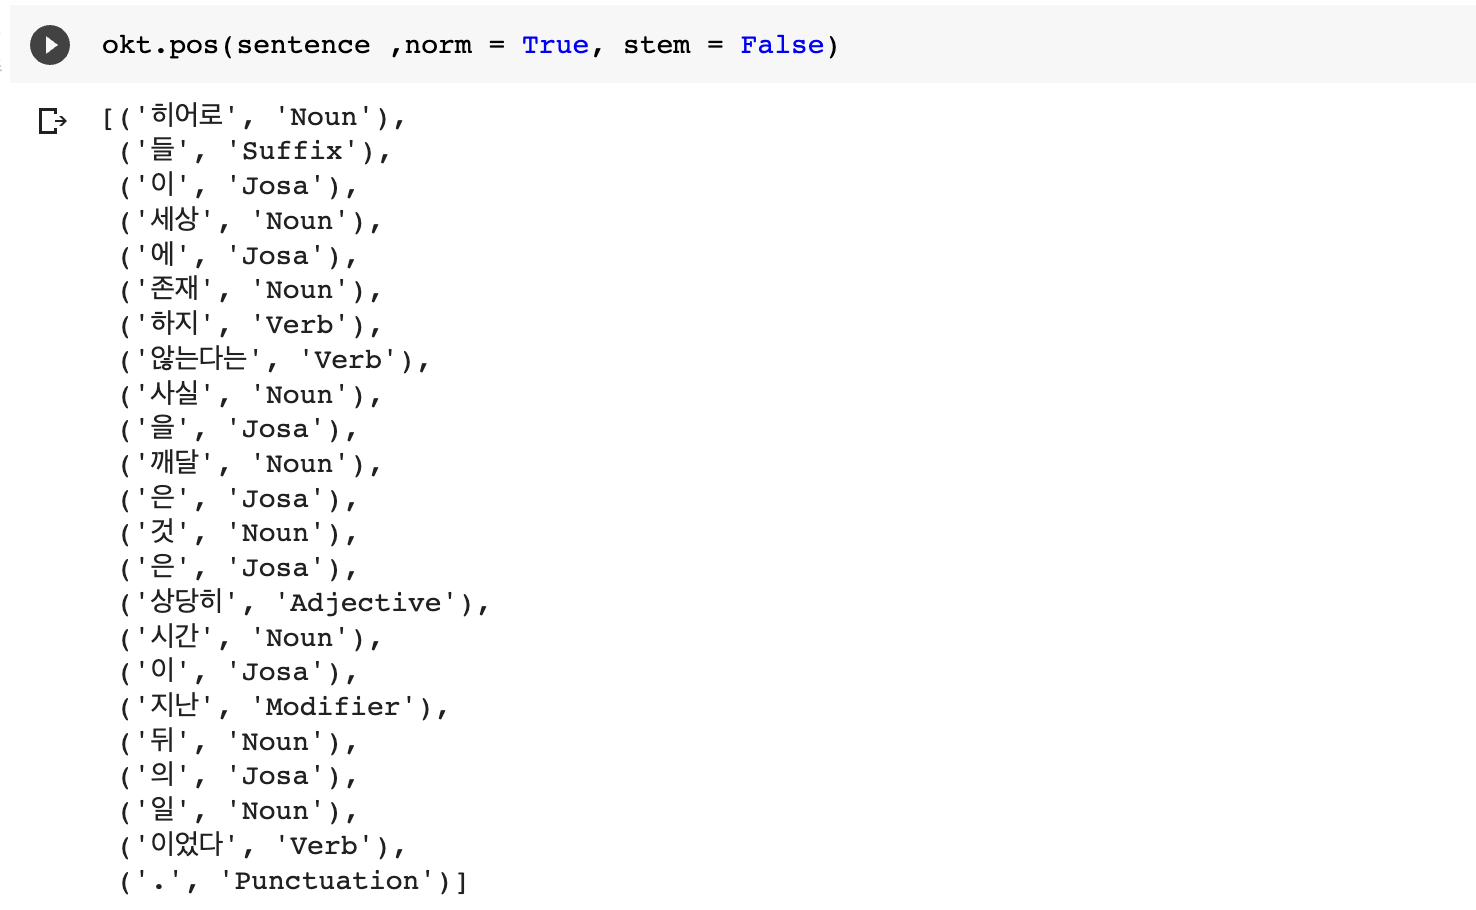 okt.pos(sentence ,norm = True, stem = False)
[('히어로', 'Noun'),
('들', 'Suffix'),
('이', 'Josa'),
('세상', 'Noun'),
('에', 'Josa'),
('존재', 'Noun'),
('하지', 'Verb'),
('않는다는', 'Verb'),
('사실', 'Noun'),
('을', 'Josa'),
('깨달', 'Noun'),
('은', 'Josa'),
('것', 'Noun'),
('은', 'Josa'),
('상당히', 'Adjective'),
('시간', 'Noun'),
('이', 'Josa'),
('지난', 'Modifier'),
('뒤', 'Noun'),
('의', 'Josa'),
('일', 'Noun'),
('이었다', 'Verb'),
('.', 'Punctuation')]